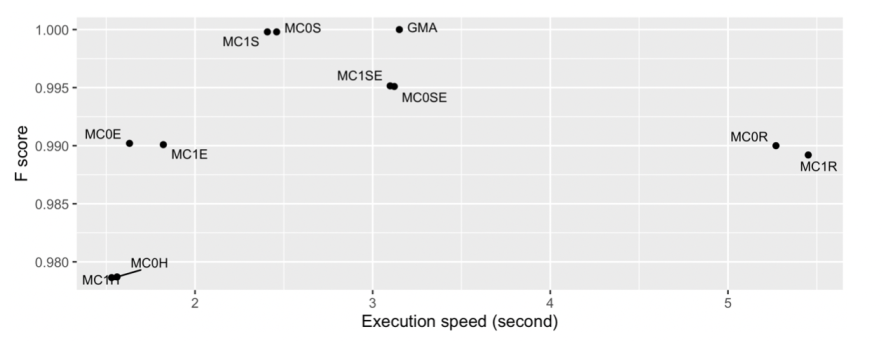 1.000
0.995
0.990
0.985
0.980
F score
MC1S
MC0S
GMA
MC1SE
MC0SE
MC0E
MC1E
MC0R
MC1R
MC0H
MC1H
2
3
4
5
Execution speed (second)